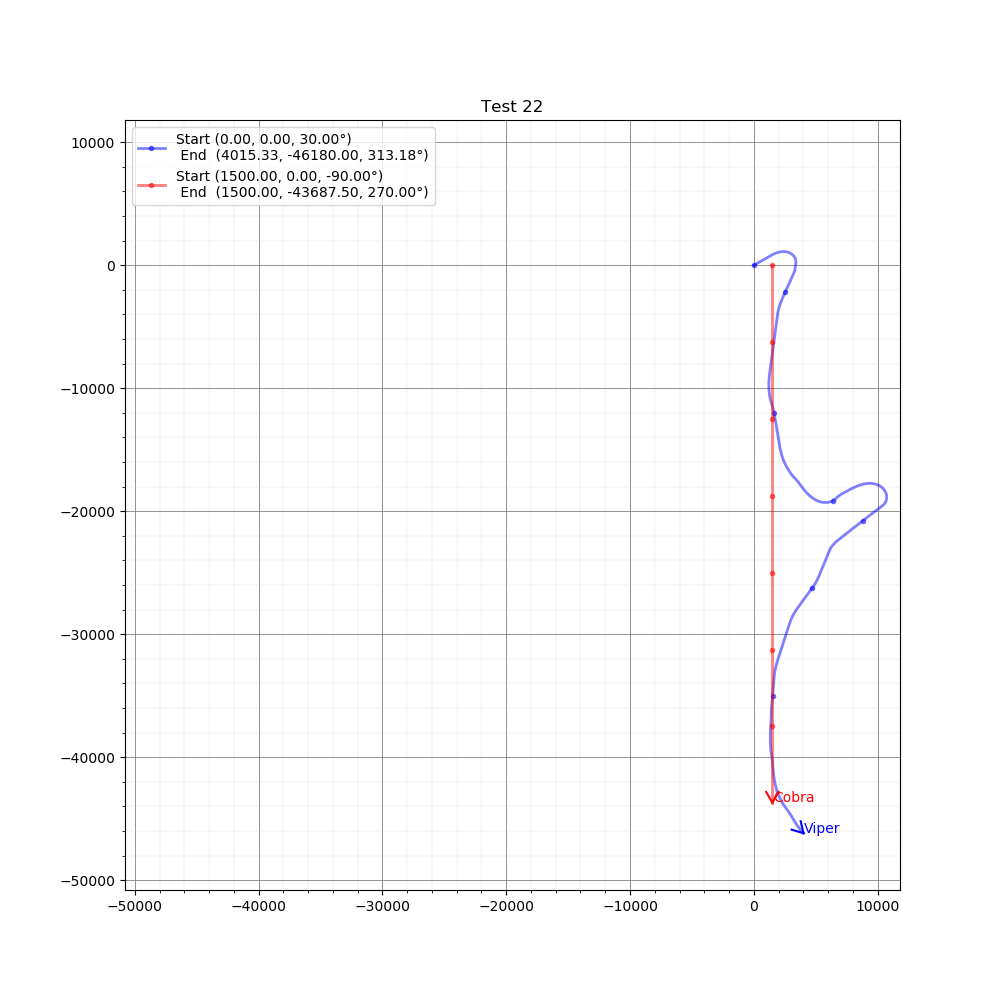 Test 22
Start (0.00, 0.00, 30.00°)
End (4015.33, -46180.00, 313.18°)
Start (1500.00, 0.00, -90.00°)
End (1500.00, -43687.50, 270.00°)
10000
0
−10000
−20000
−30000
−40000
−50000
Cobra
Viper
−50000 −40000 −30000 −20000 −10000 0 10000